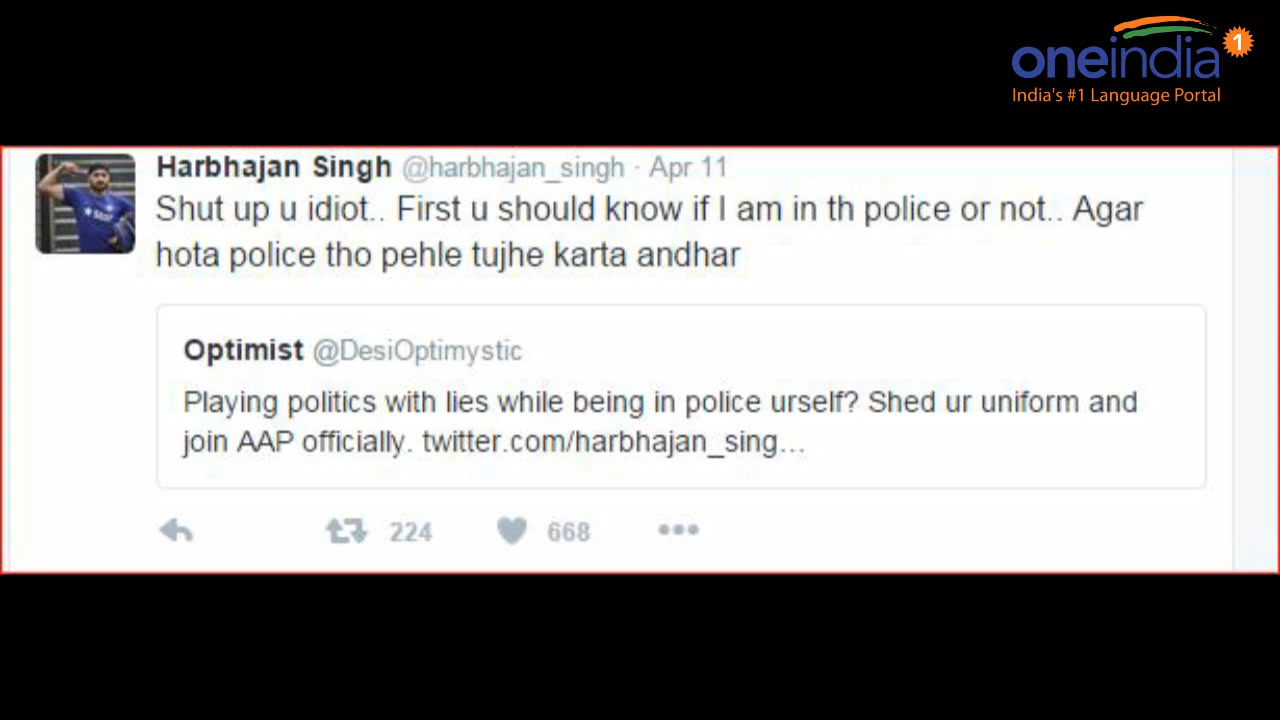 oneindia 1
India's #1 Language Portal
Harbhajan Singh @harbhajan_singh · Apr 11
Shut up u idiot.. First u should know if I am in th police or not.. Agar
hota police tho pehle tujhe karta andhar
Optimist @DesiOptimystic
Playing politics with lies while being in police urself? Shed ur uniform and
join AAP officially. twitter.com/harbhajan_sing...
224 668